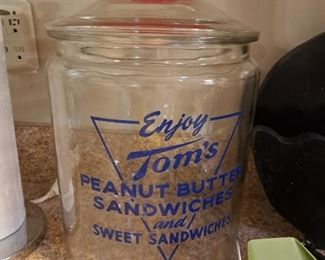 Enjoy
Tom's
PEANUT BUTTER
SANDWICHES
and
SWEET SANDWICHES